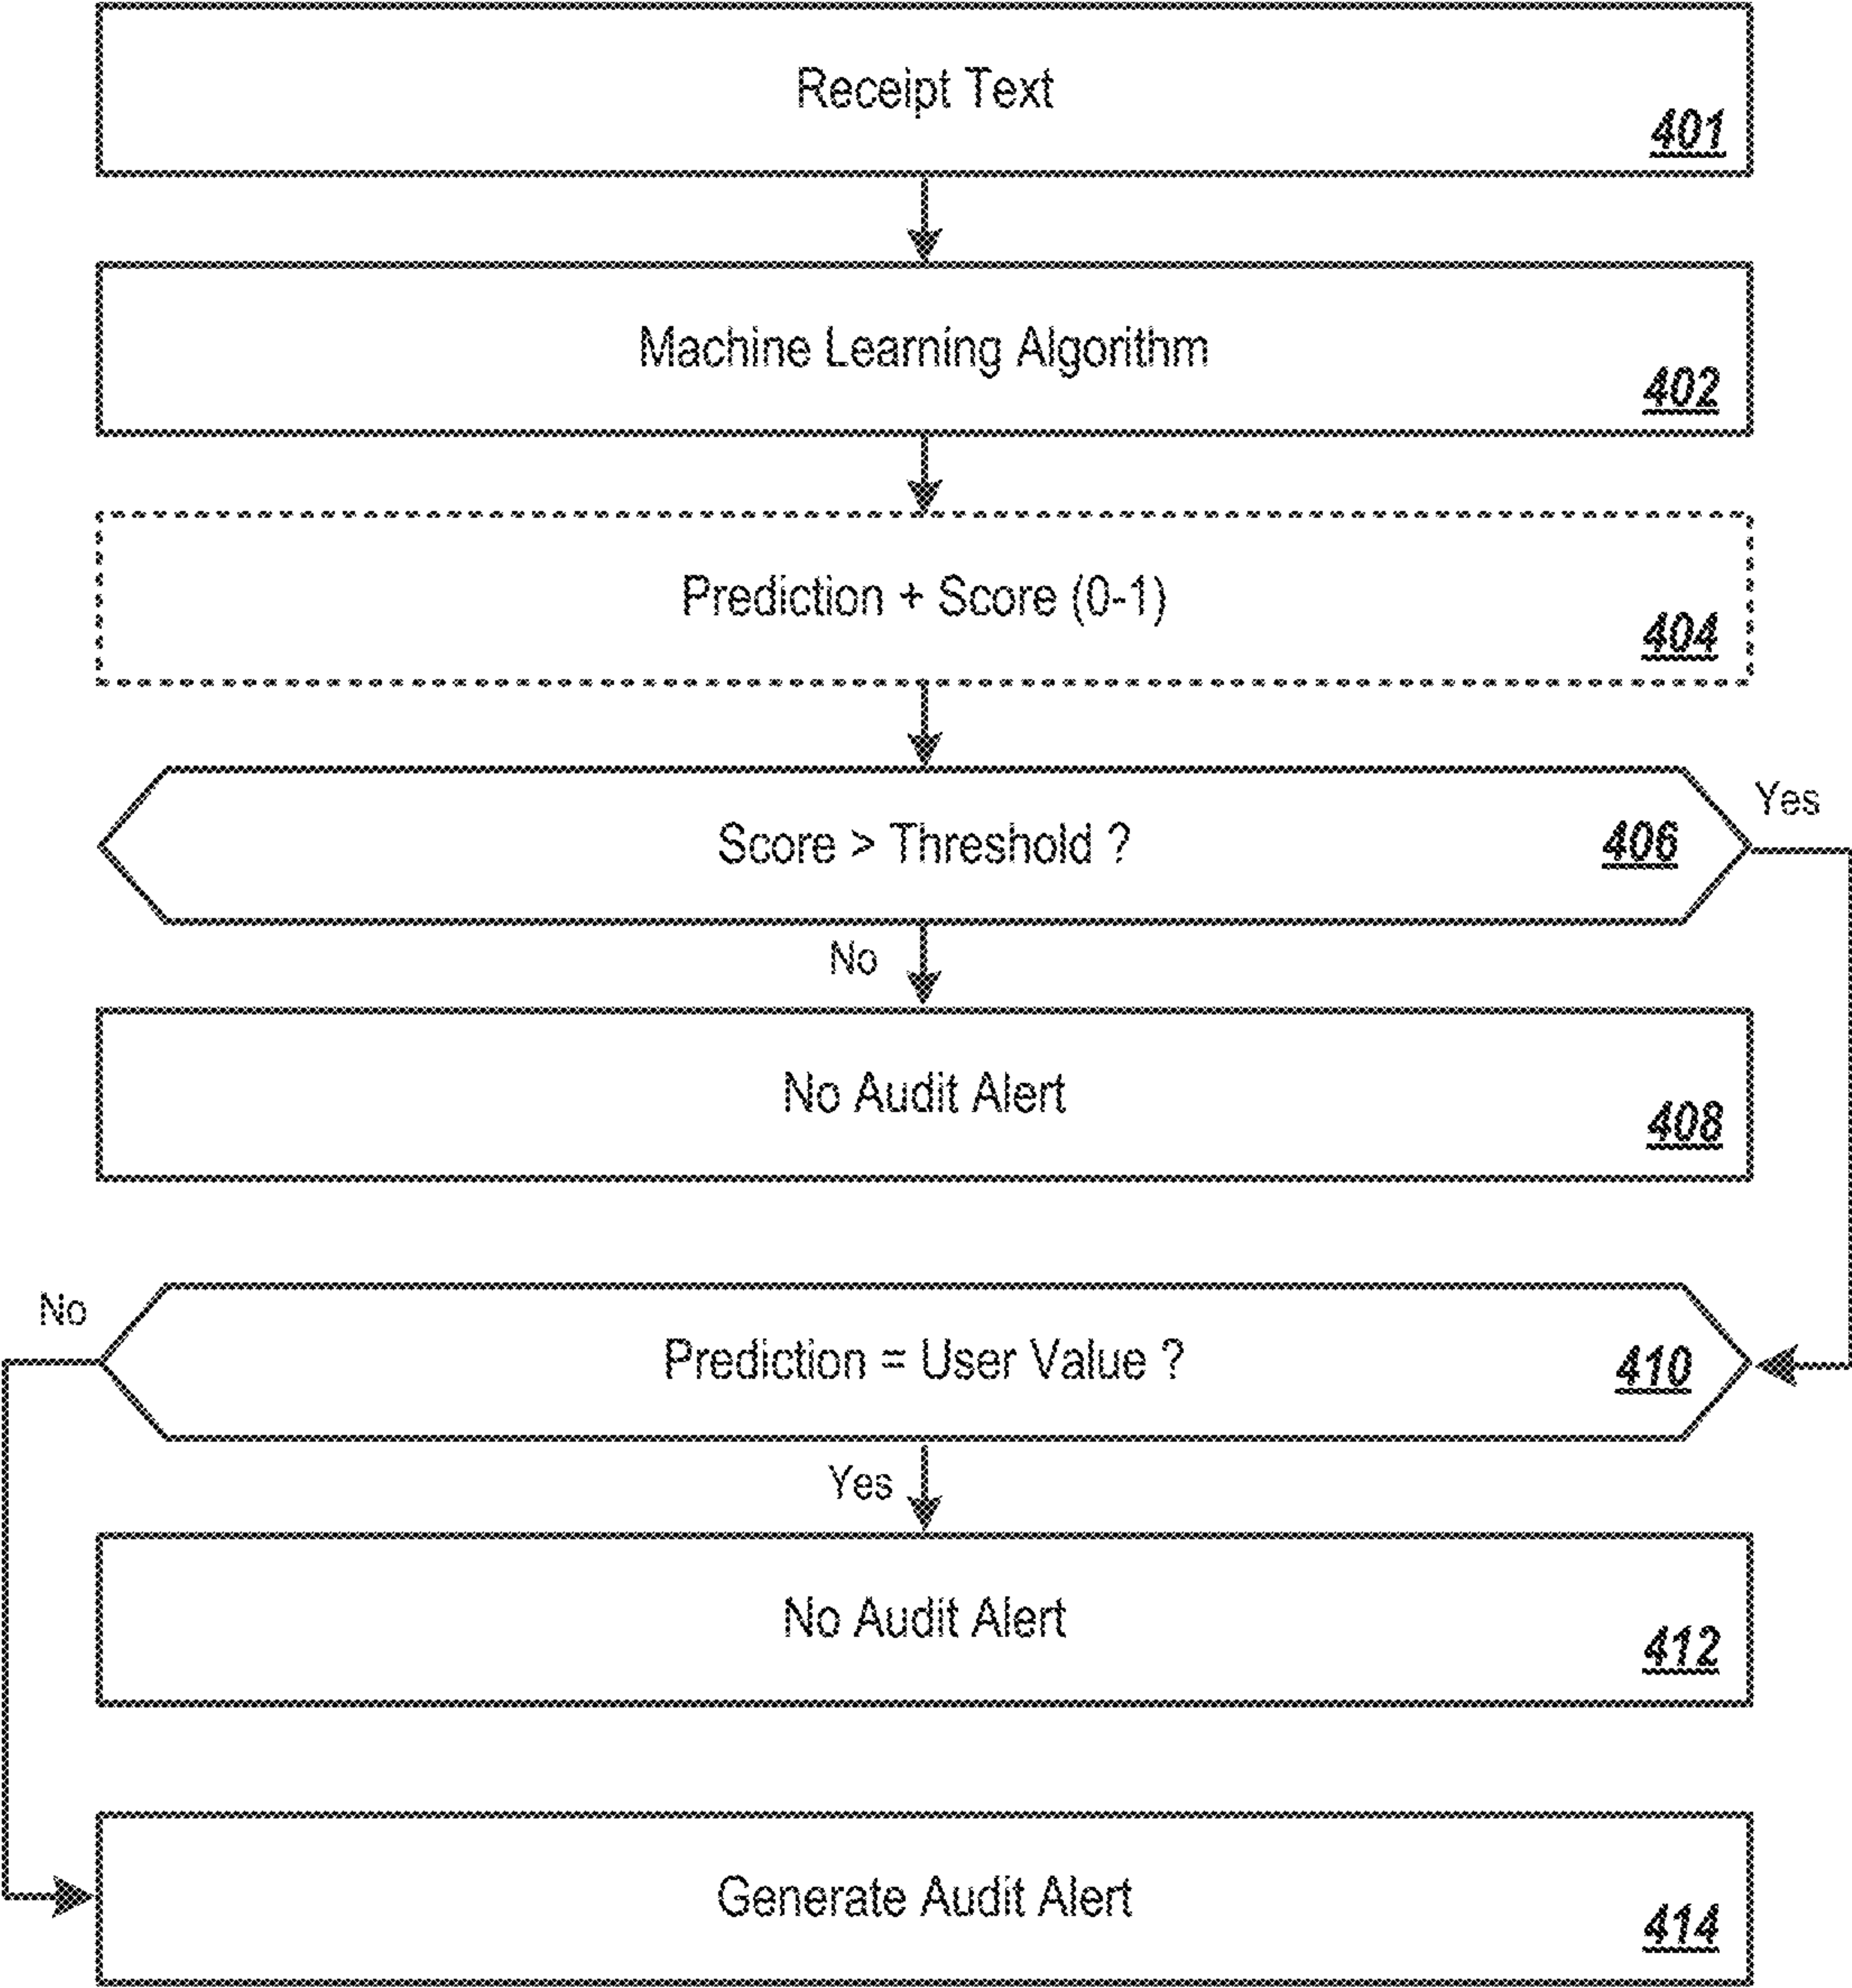 Receipt Text
401
Machine Learning Algorithm
402
Prediction + Score (0-1)
404
Yes
Score > Threshold ?
406
No
No Audit Alert
408
No
Prediction = User Value ?
410
Yes
No Audit Alert
412
Generate Audit Alert
414